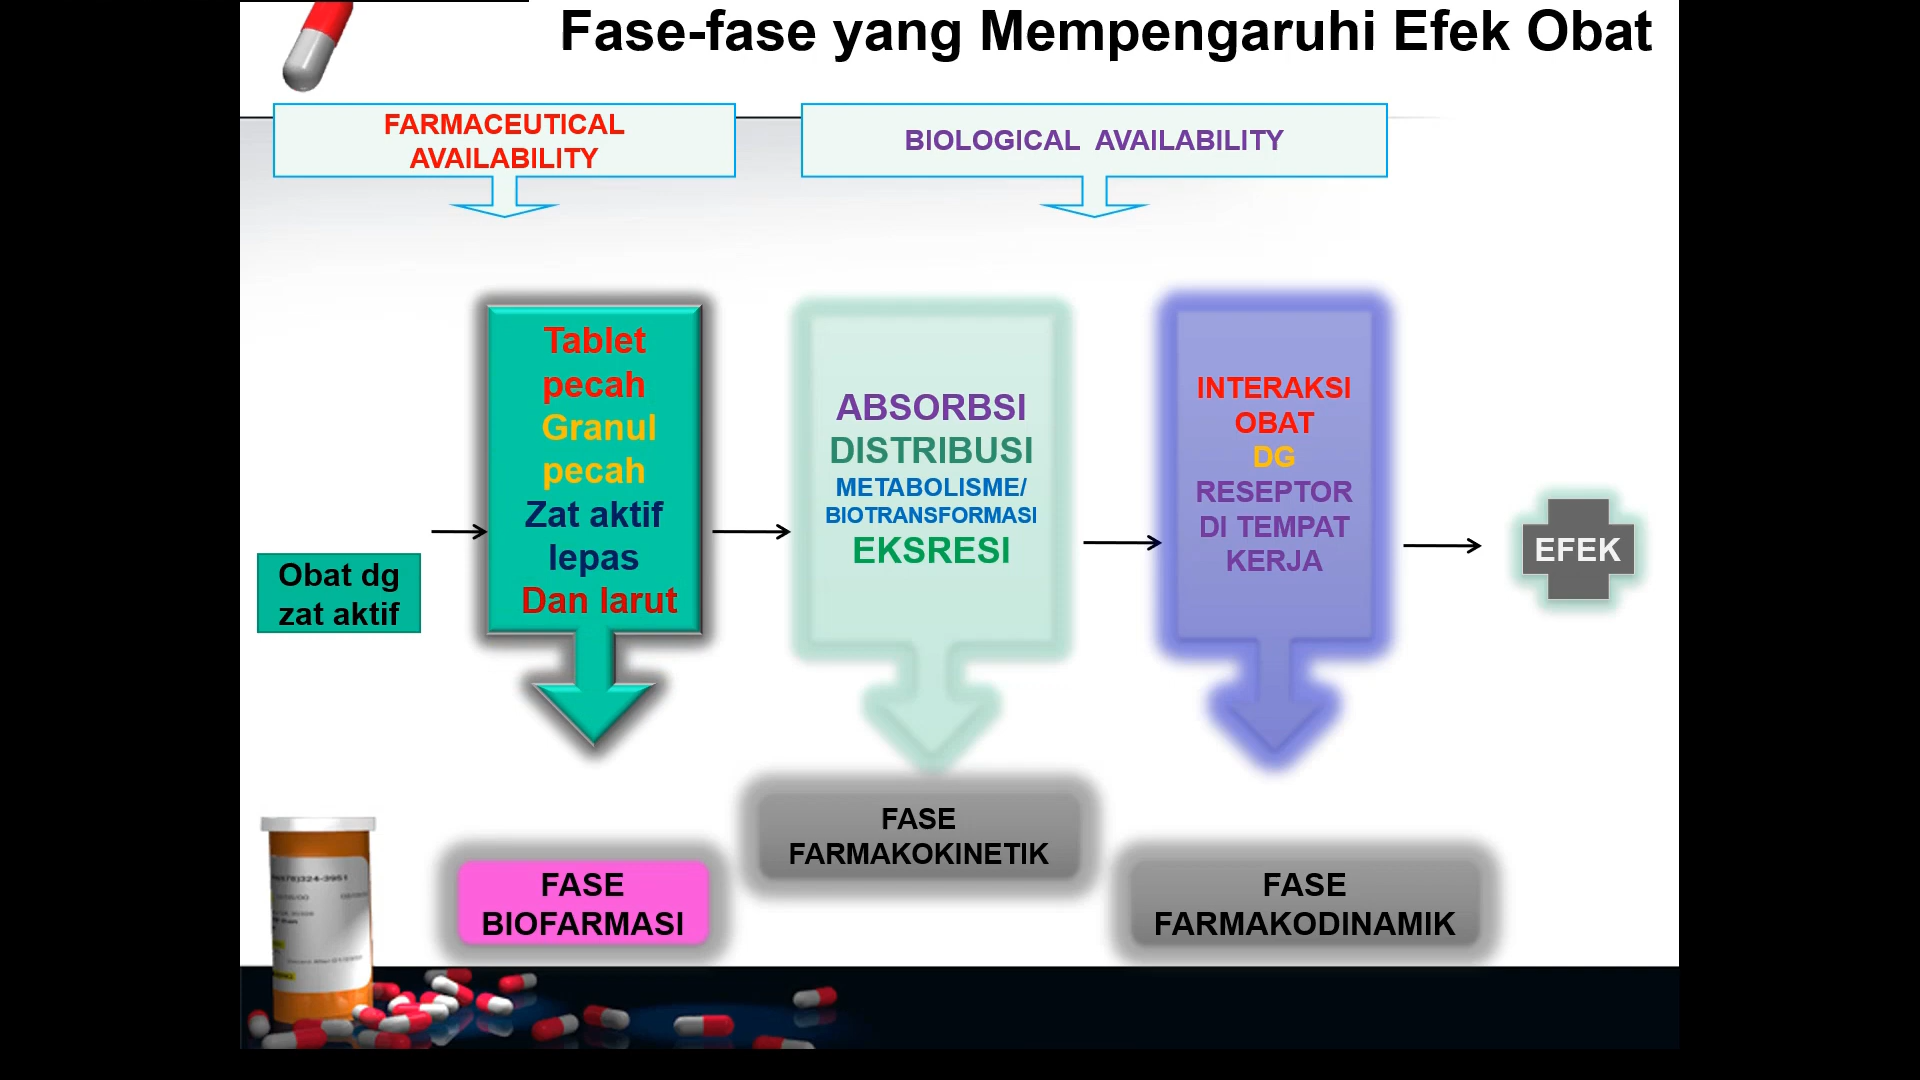 Fase-fase yang Mempengaruhi Efek Obat
FARMACEUTICAL
AVAILABILITY
BIOLOGICAL AVAILABILITY
Obat dg
zat aktif
Tablet
pecah
Granul
pecah
Zat aktif
lepas
Dan larut
ABSORBSI
DISTRIBUSI
METABOLISME/
BIOTRANSFORMASI
EKSRESI
INTERAKSI
OBAT
DG
RESEPTOR
DI TEMPAT
KERJA
EFEK
FASE
BIOFARMASI
FASE
FARMAKOKINETIK
FASE
FARMAKODINAMIK